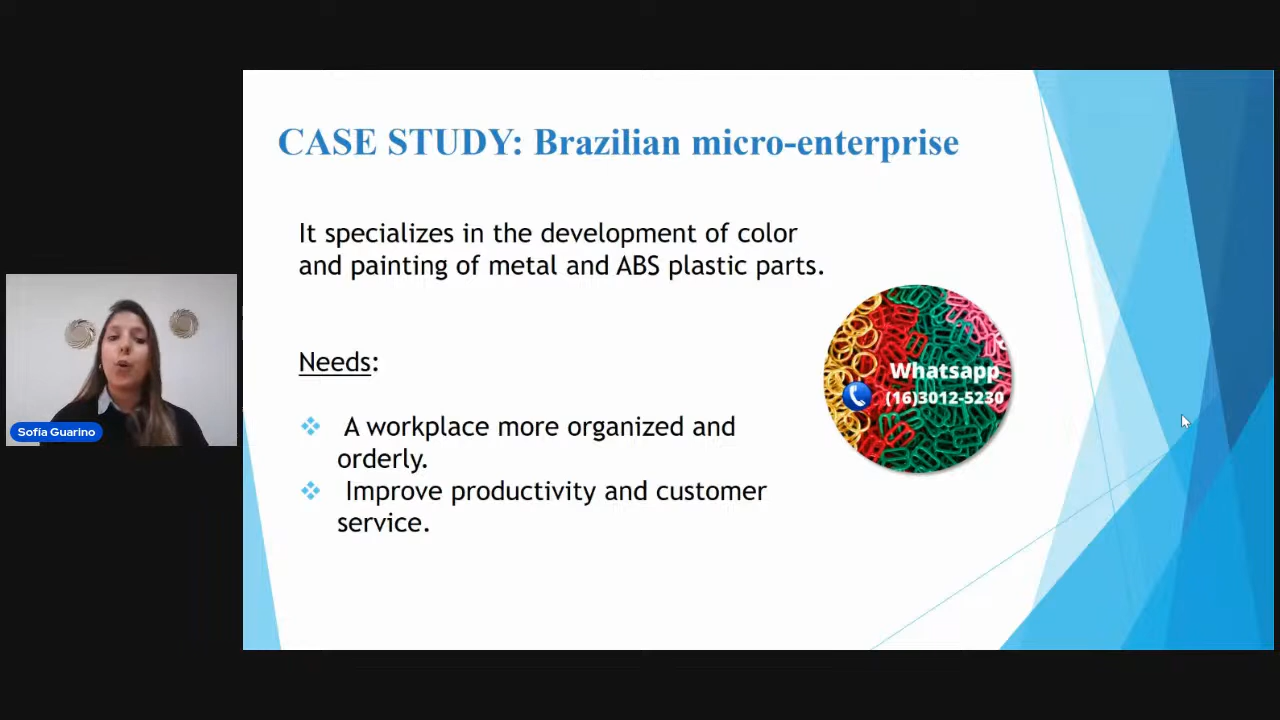 CASE STUDY: Brazilian micro-enterprise
It specializes in the development of color
and painting of metal and ABS plastic parts.
Needs:
A workplace more organized and
orderly.
Improve productivity and customer
service.
Whatsapp
(16)3012-5230
Sofía Guarino